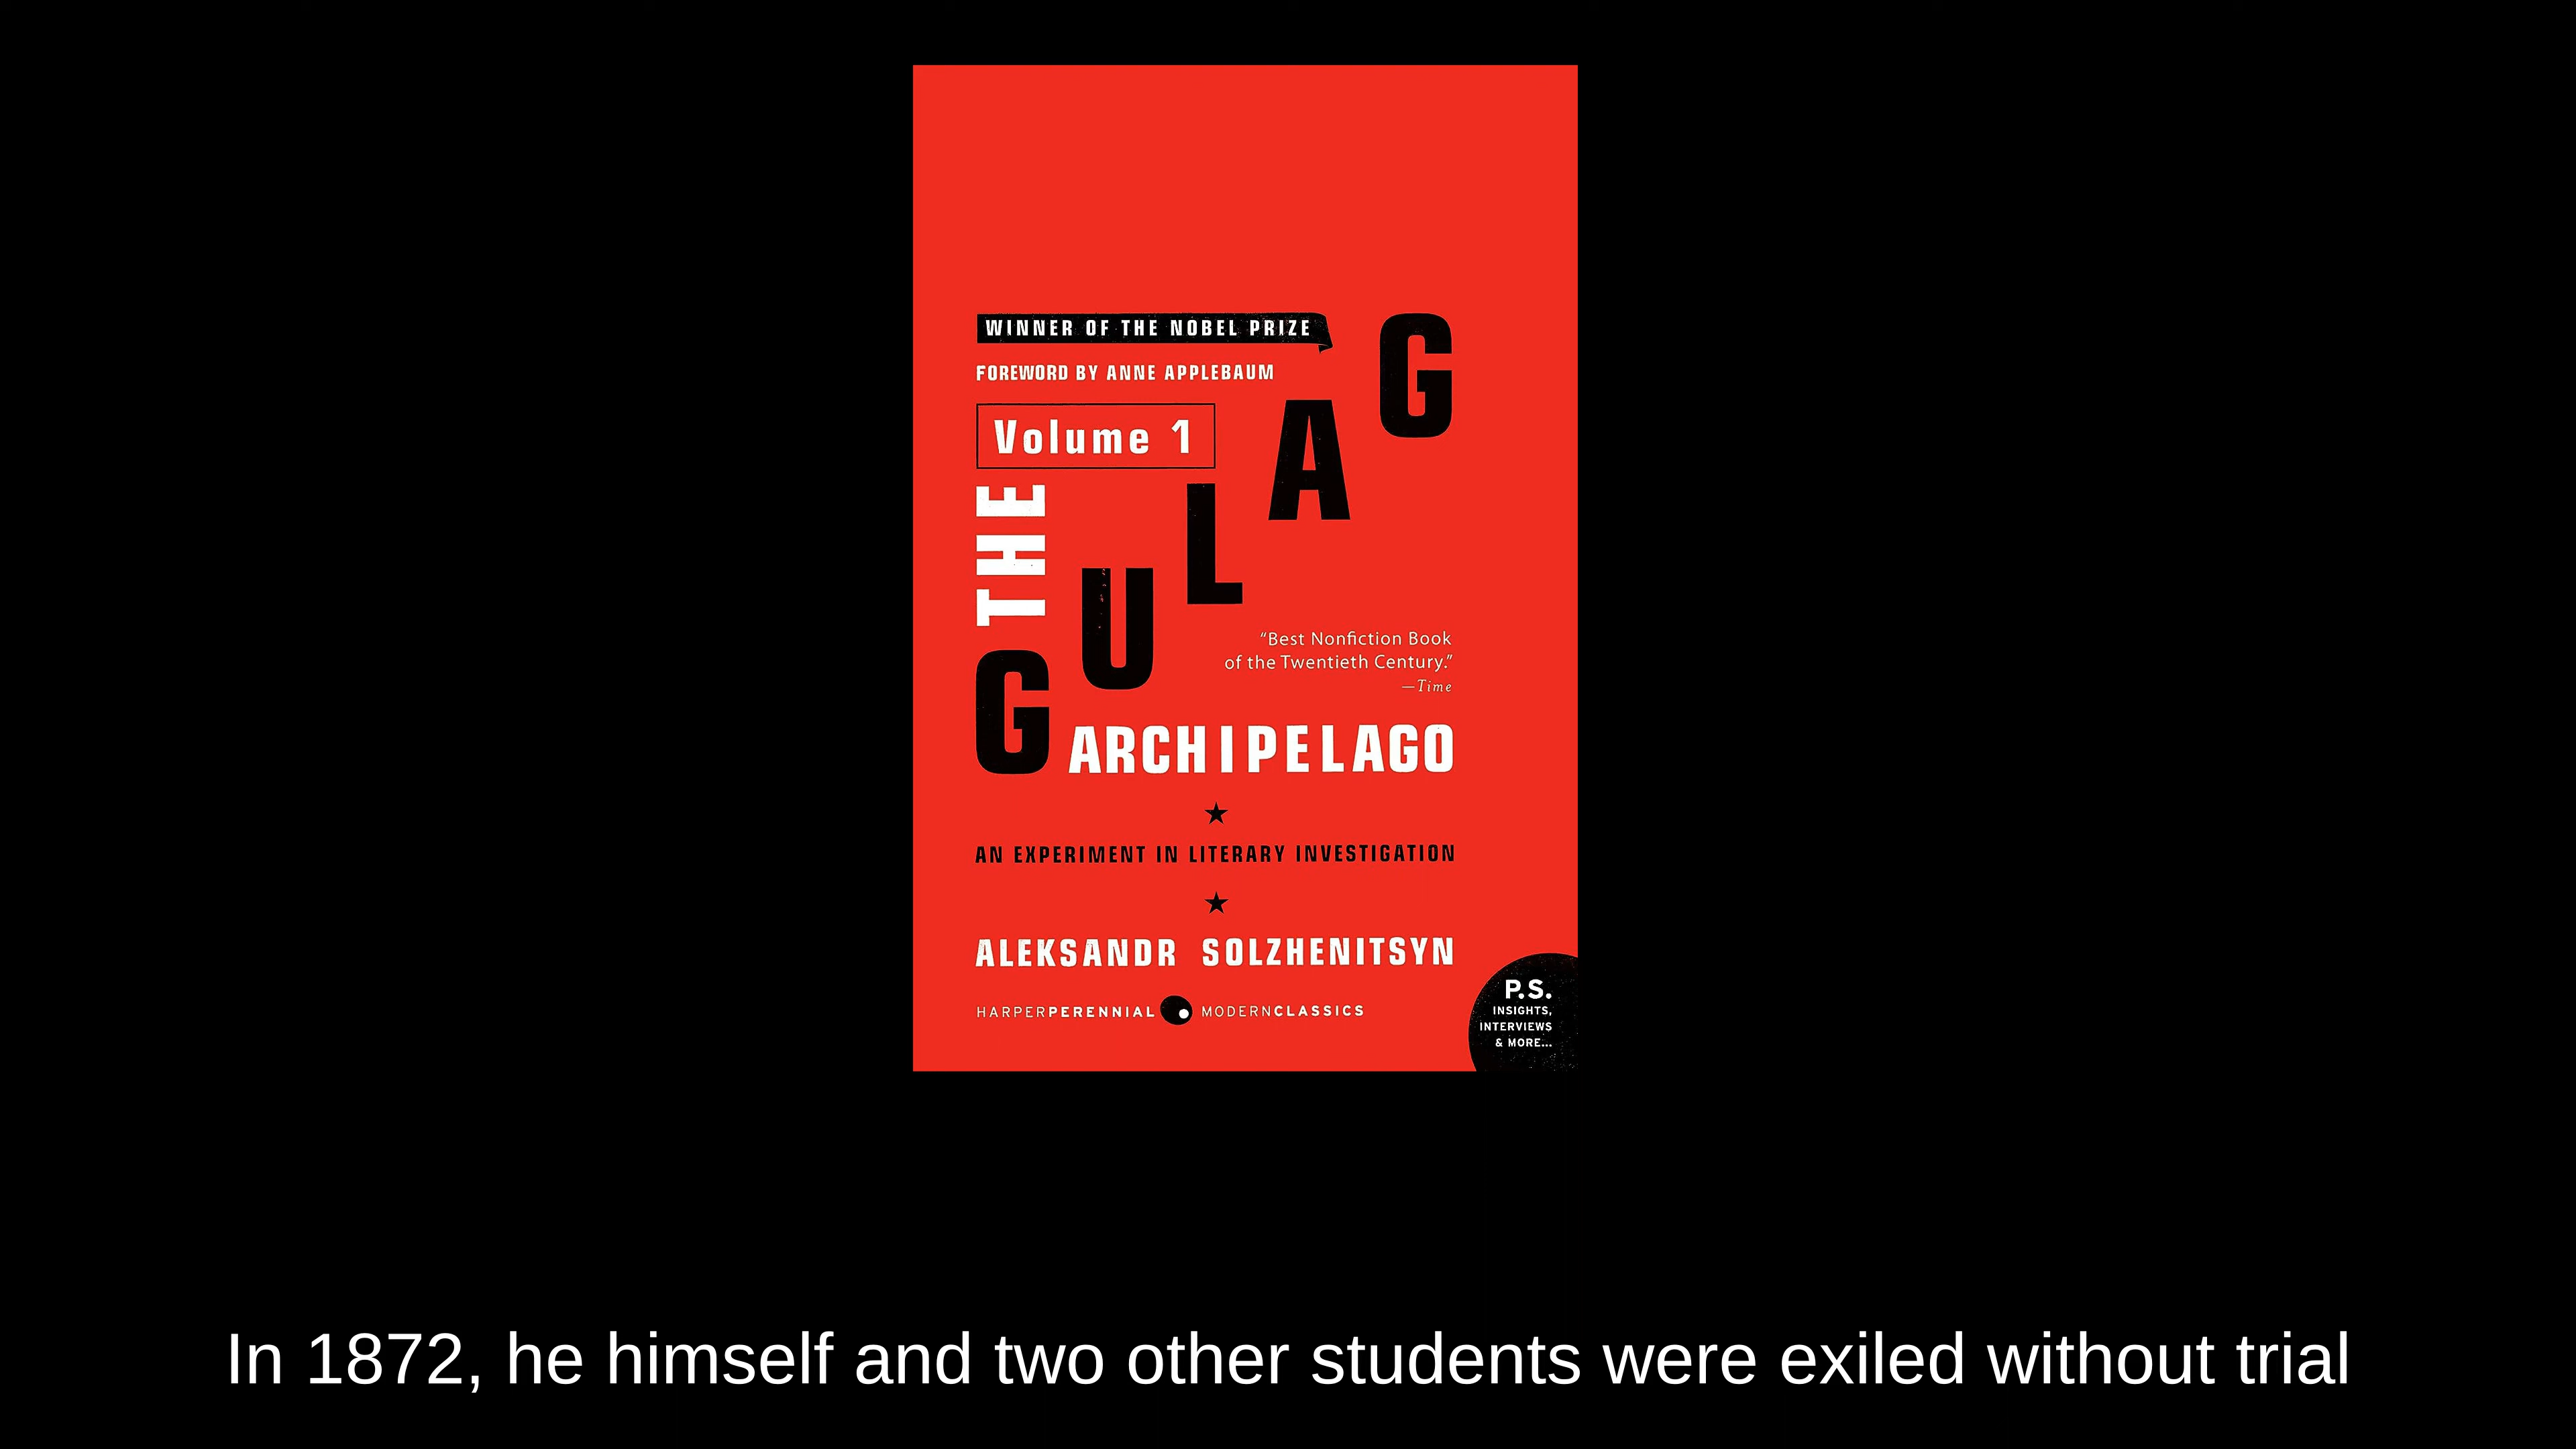 WINNER OF THE NOBEL PRIZE
FOREWORD BY ANNE APPLEBAUM
Volume 1
THE
GULAG
ARCHIPELAGO
“Best Nonfiction Book
of the Twentieth Century.”
—Time
AN EXPERIMENT IN LITERARY INVESTIGATION
ALEKSANDR SOLZHENITSYN
HARPERPERENNIAL MODERNCLASSICS
P.S.
INSIGHTS,
INTERVIEWS
& MORE...
In 1872, he himself and two other students were exiled without trial